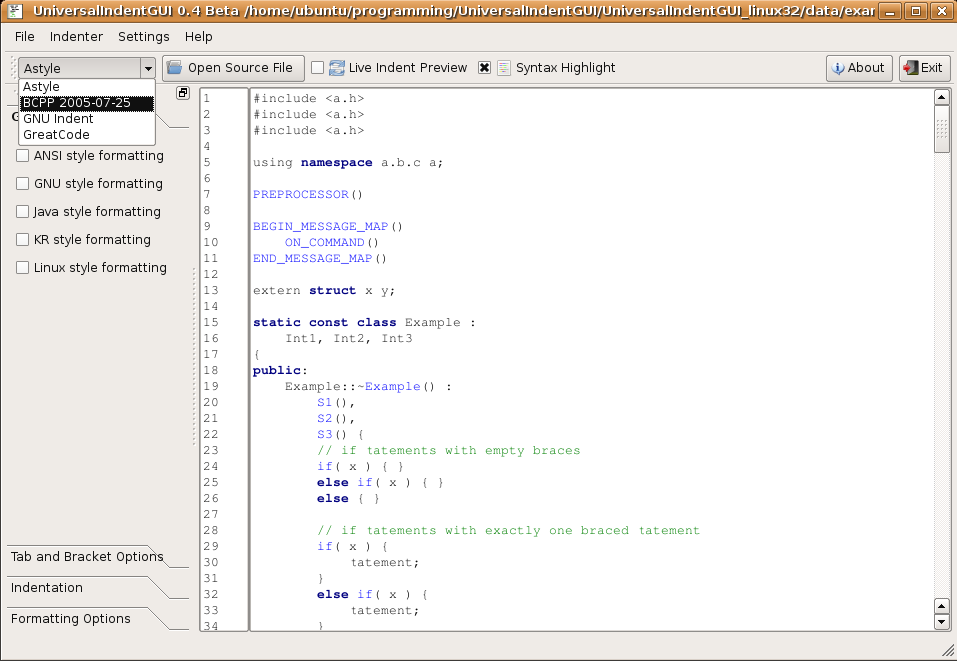 UniversalIndentGUI 0.4 Beta /home/ubuntu/programming/UniversalIndentGUI/UniversalIndentGUI_linux32/data/exar
File Indenter Settings Help
Astyle Open Source File Live Indent Preview Syntax Highlight About Exit
Astyle
BCPP 2005-07-25
GNU Indent
GreatCode
ANSI style formatting
GNU style formatting
Java style formatting
KR style formatting
Linux style formatting
Tab and Bracket Options
Indentation
Formatting Options
1 #include <a.h>
2 #include <a.h>
3 #include <a.h>
4
5 using namespace a.b.c a;
6
7 PREPROCESSOR()
8
9 BEGIN_MESSAGE_MAP()
10 ON_COMMAND()
11 END_MESSAGE_MAP()
12
13 extern struct x y;
14
15 static const class Example :
16 Int1, Int2, Int3
17 {
18 public:
19 Example::~Example() :
20 S1(),
21 S2(),
22 S3() {
23 // if tatements with empty braces
24 if( x ) { }
25 else if( x ) { }
26 else { }
27
28 // if tatements with exactly one braced tatement
29 if( x ) {
30 tatement;
31 }
32 else if( x ) {
33 tatement;
34 }